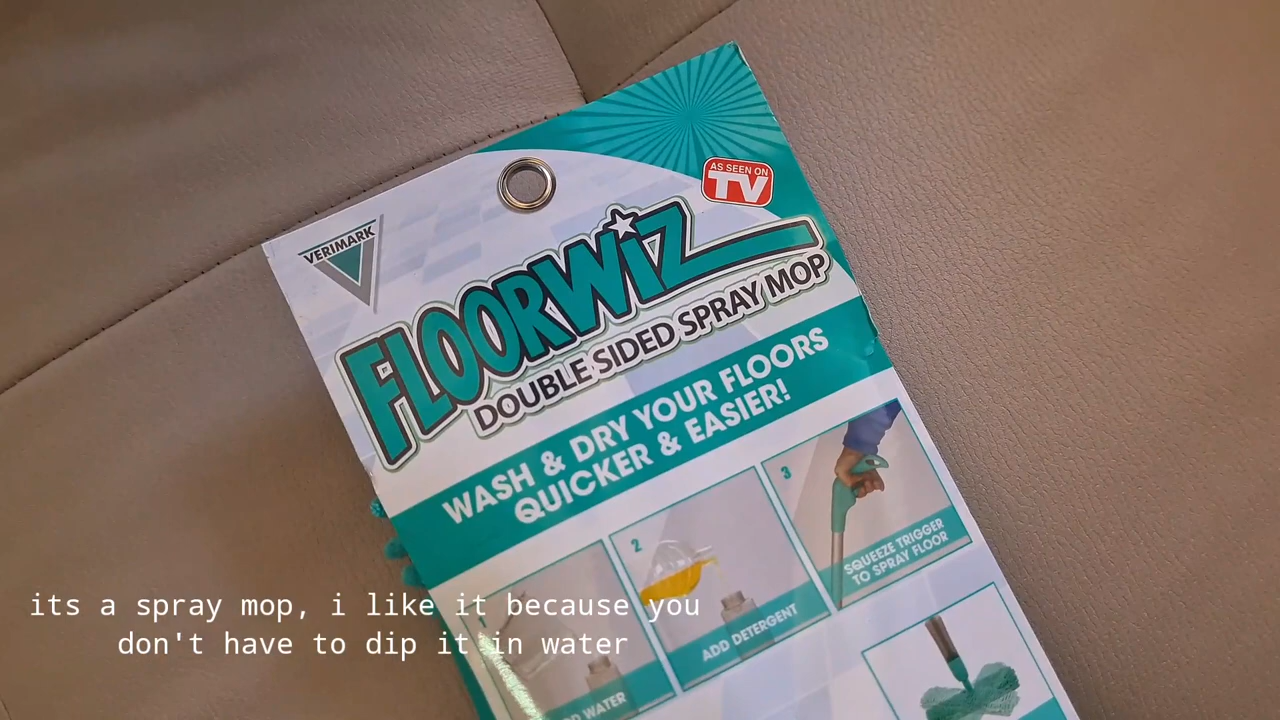 AS SEEN ON
TV
VERIMARK
FLOORWiZ
DOUBLE SIDED SPRAY MOP
WASH & DRY YOUR FLOORS
QUICKER & EASIER!
3
SQUEEZE TRIGGER
TO SPRAY FLOOR
2
ADD DETERGENT
1
WATER
its a spray mop, i like it because you
don't have to dip it in water